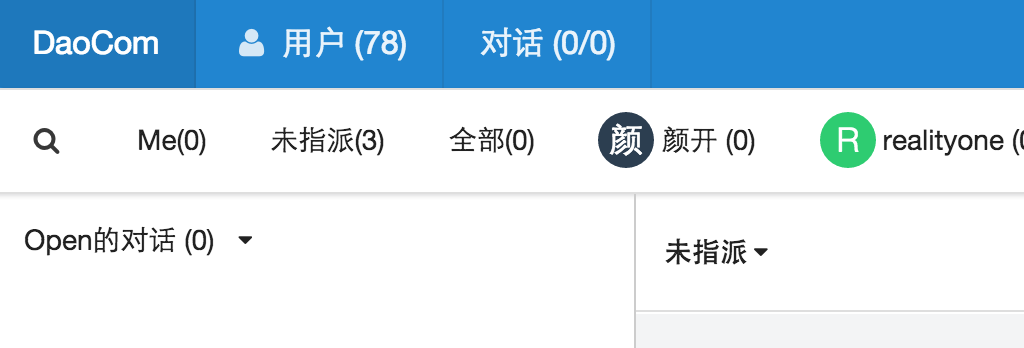 DaoCom 用户 (78) 对话 (0/0)
Me(0) 未指派(3) 全部(0) 颜 颜开 (0) R realityone (0
Open的对话 (0)
未指派